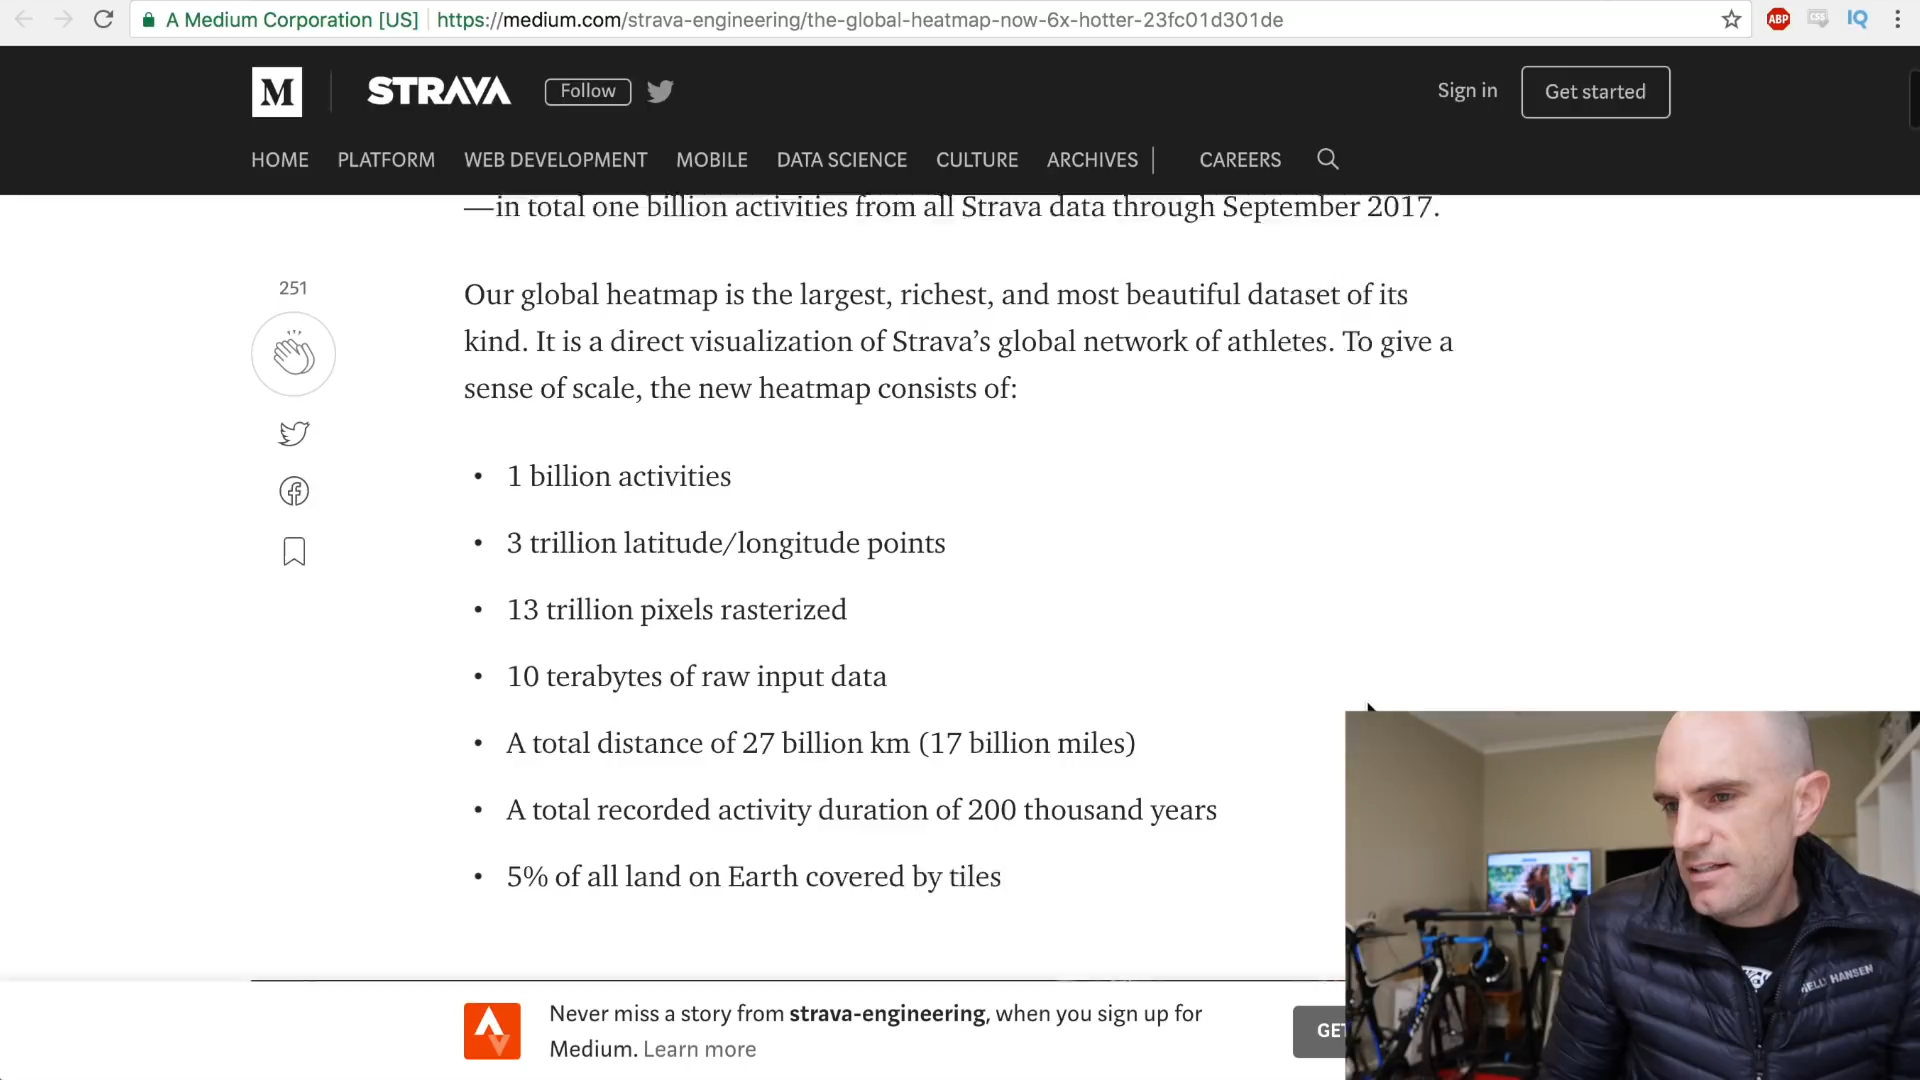 A Medium Corporation [US] https://medium.com/strava-engineering/the-global-heatmap-now-6x-hotter-23fc01d301de
ABP
CSS
IQ
M STRAVA Follow Sign in Get started
HOME PLATFORM WEB DEVELOPMENT MOBILE DATA SCIENCE CULTURE ARCHIVES CAREERS
—in total one billion activities from all Strava data through September 2017.
251
Our global heatmap is the largest, richest, and most beautiful dataset of its
kind. It is a direct visualization of Strava’s global network of athletes. To give a
sense of scale, the new heatmap consists of:
• 1 billion activities
• 3 trillion latitude/longitude points
• 13 trillion pixels rasterized
• 10 terabytes of raw input data
• A total distance of 27 billion km (17 billion miles)
• A total recorded activity duration of 200 thousand years
• 5% of all land on Earth covered by tiles
Never miss a story from strava-engineering, when you sign up for
Medium. Learn more
GET
HELLY HANSEN